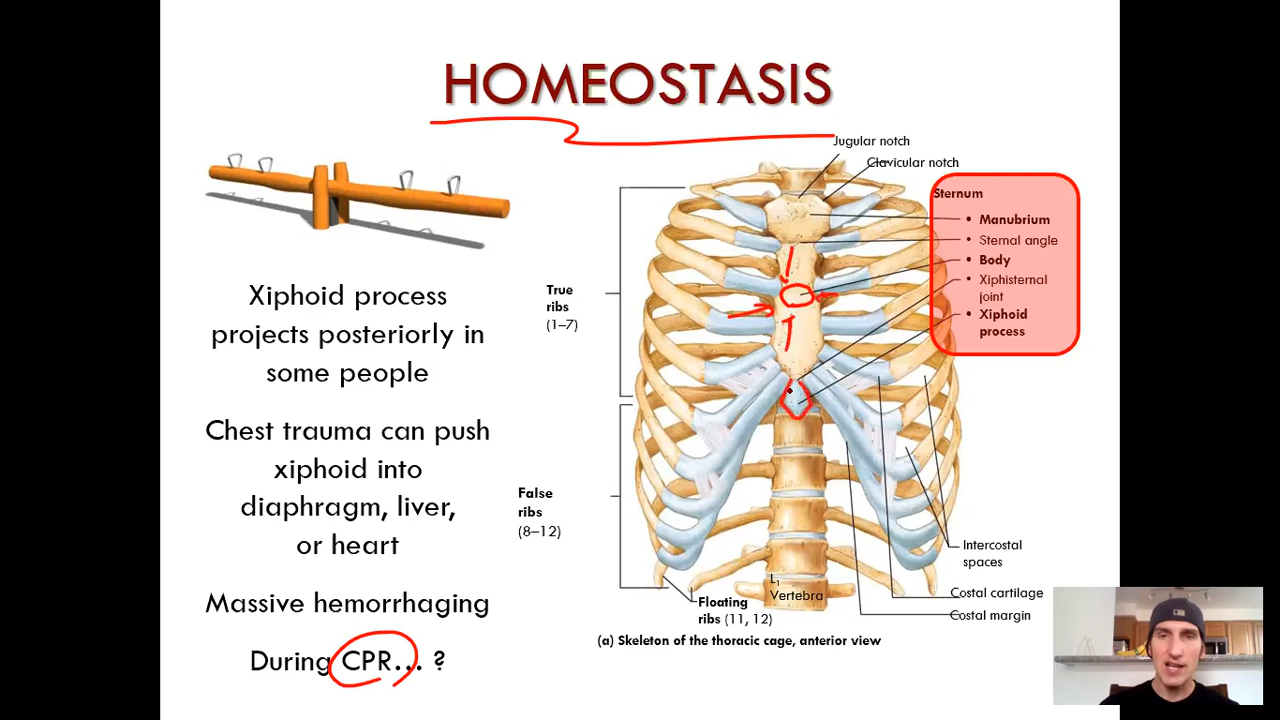 HOMEOSTASIS
Xiphoid process
projects posteriorly in
some people
Chest trauma can push
xiphoid into
diaphragm, liver,
or heart
Massive hemorrhaging
During CPR… ?
Jugular notch
Clavicular notch
Sternum
• Manubrium
• Sternal angle
• Body
• Xiphisternal
joint
• Xiphoid
process
True
ribs
(1–7)
False
ribs
(8–12)
Intercostal
spaces
Costal cartilage
Costal margin
L1
Vertebra
Floating
ribs (11, 12)
(a) Skeleton of the thoracic cage, anterior view